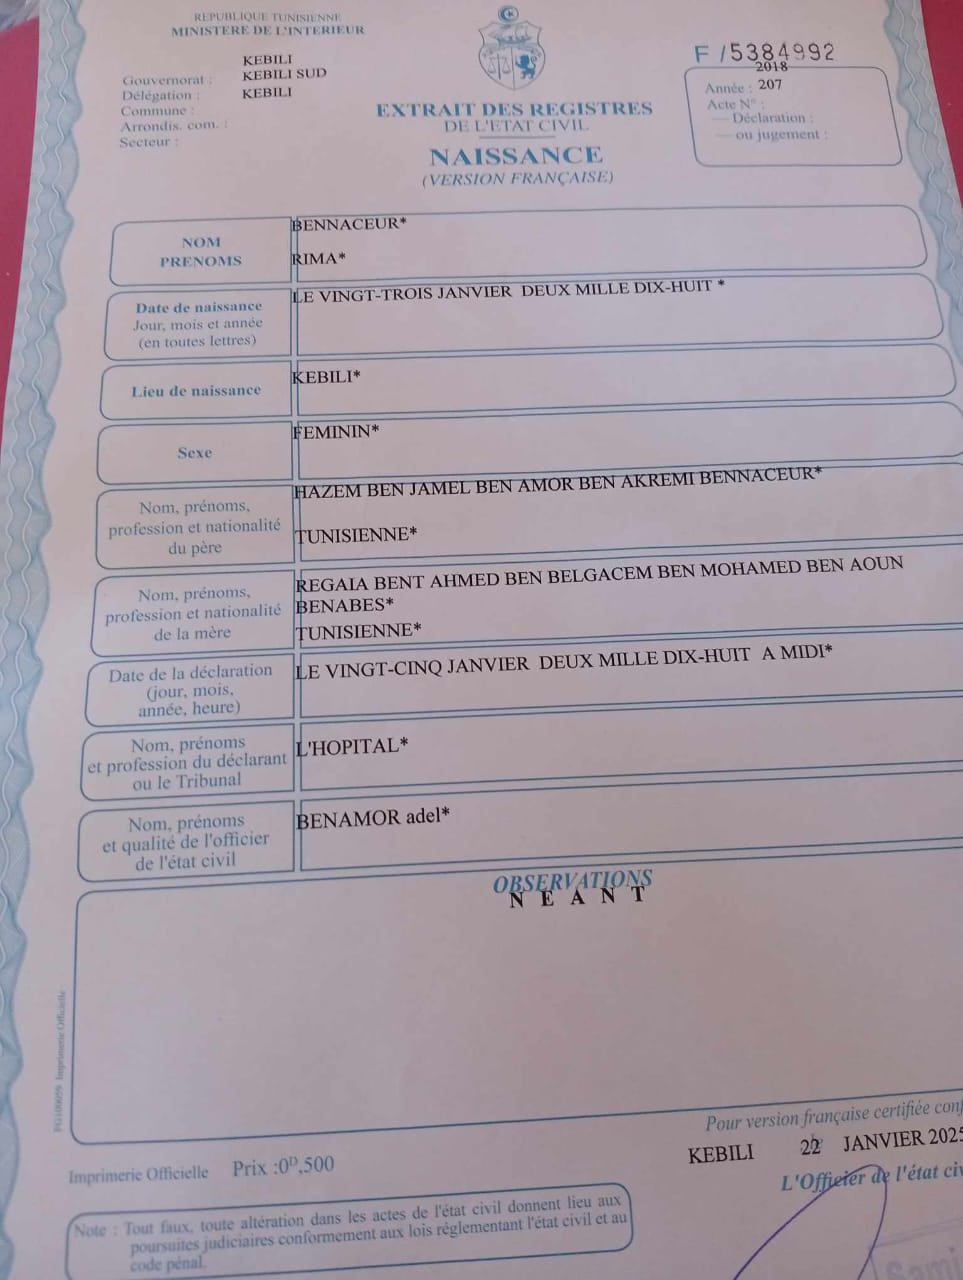 REPUBLIQUE TUNISIENNE
MINISTERE DE L'INTERIEUR
Gouvernorat : KEBILI
Délégation : KEBILI SUD
Commune : KEBILI
Arrondis. com. :
Secteur :
EXTRAIT DES REGISTRES
DE L'ETAT CIVIL
NAISSANCE
(VERSION FRANÇAISE)
F /5384992
Année : 2018
Acte N° : 207
— Déclaration :
— ou jugement :
NOM
PRENOMS
BENNACEUR*
RIMA*
Date de naissance
Jour, mois et année
(en toutes lettres)
LE VINGT-TROIS JANVIER DEUX MILLE DIX-HUIT *
Lieu de naissance
KEBILI*
Sexe
FEMININ*
Nom, prénoms,
profession et nationalité
du père
HAZEM BEN JAMEL BEN AMOR BEN AKREMI BENNACEUR*
TUNISIENNE*
Nom, prénoms,
profession et nationalité
de la mère
REGAIA BENT AHMED BEN BELGACEM BEN MOHAMED BEN AOUN
BENABES*
TUNISIENNE*
Date de la déclaration
(jour, mois,
année, heure)
LE VINGT-CINQ JANVIER DEUX MILLE DIX-HUIT A MIDI*
Nom, prénoms
et profession du déclarant
ou le Tribunal
L'HOPITAL*
Nom, prénoms
et qualité de l'officier
de l'état civil
BENAMOR adel*
OBSERVATIONS
N E A N T
Imprimerie Officielle
Pour version française certifiée conf
KEBILI 22 JANVIER 2025
L'Officier de l'état civ
Imprimerie Officielle Prix :0ᴰ,500
Note : Tout faux, toute altération dans les actes de l'état civil donnent lieu aux
poursuites judiciaires conformement aux lois réglementant l'état civil et au
code pénal.
Sami